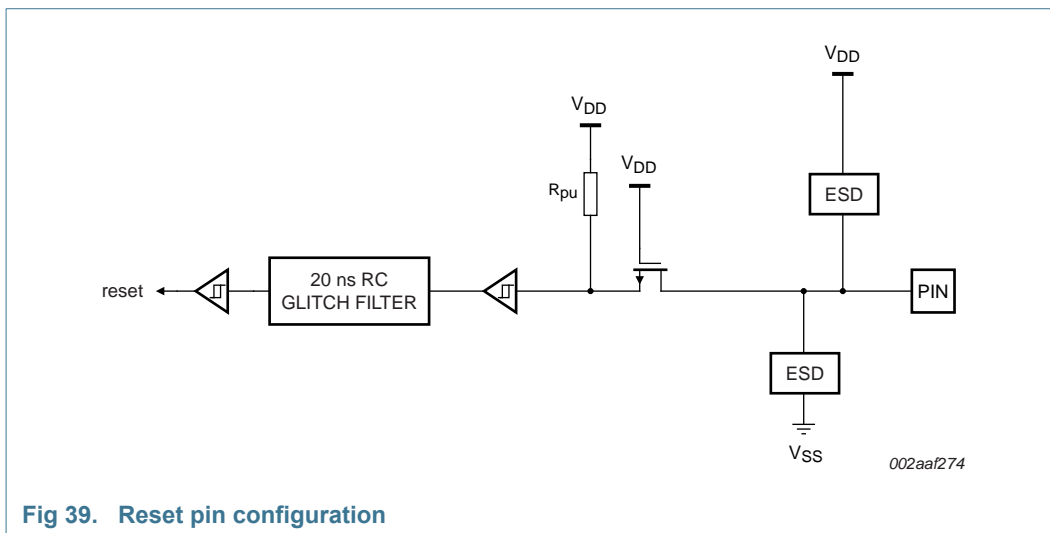 VDD
VDD
VDD
Rpu
ESD
reset
20 ns RC
GLITCH FILTER
PIN
ESD
VSS
002aaf274
Fig 39. Reset pin configuration